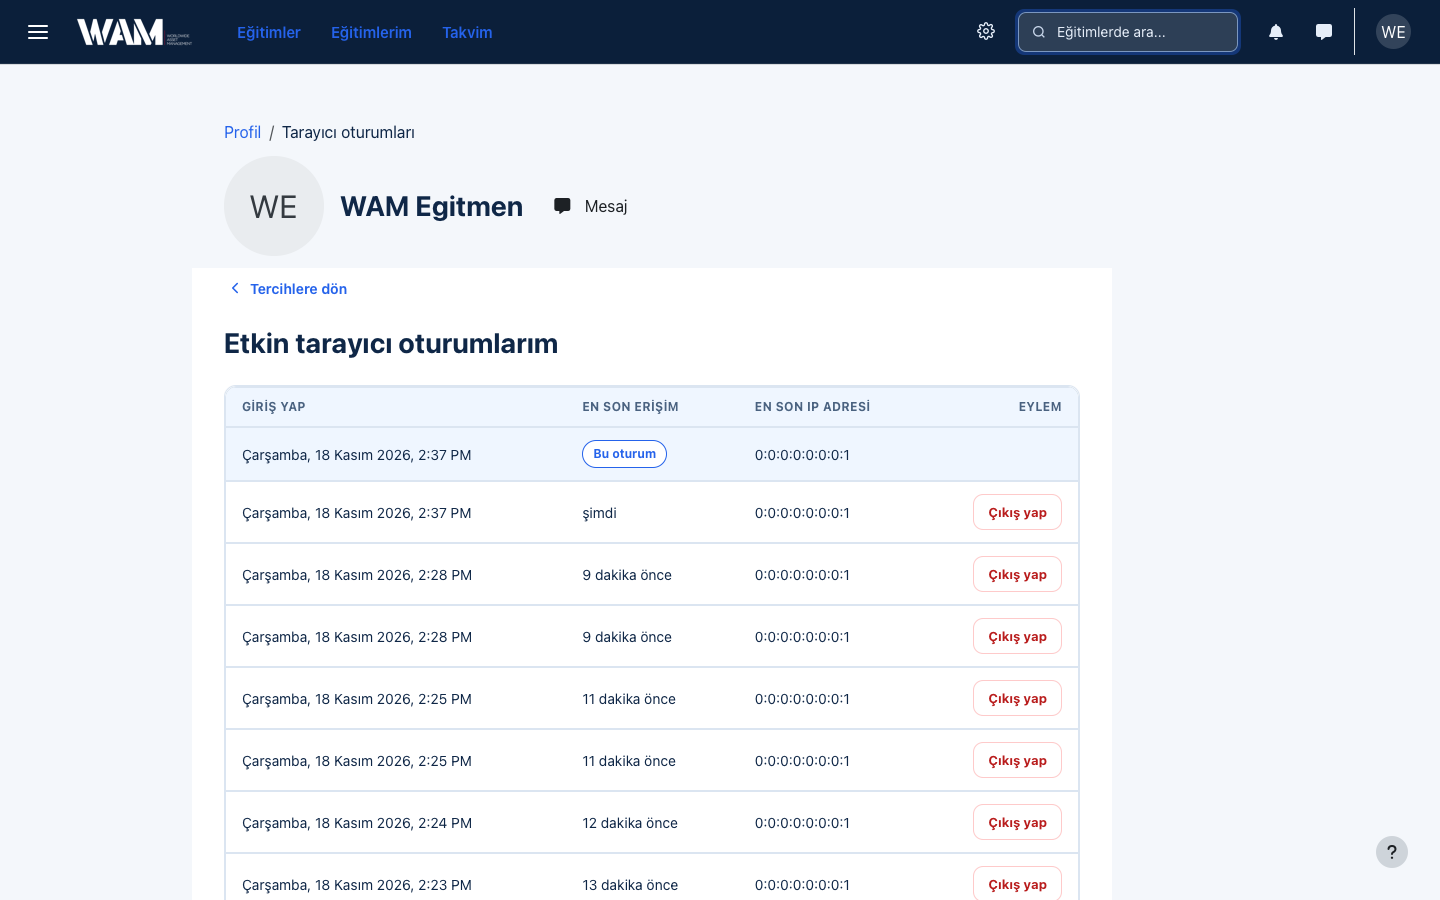 WAM
Eğitimler
Eğitimlerim
Takvim
Eğitimlerde ara...
WE
Profil / Tarayıcı oturumları
WE
WAM Egitmen
Mesaj
Tercihlere dön
Etkin tarayıcı oturumlarım
GİRİŞ YAP EN SON ERİŞİM EN SON IP ADRESİ EYLEM
Çarşamba, 18 Kasım 2026, 2:37 PM Bu oturum 0:0:0:0:0:0:0:1
Çarşamba, 18 Kasım 2026, 2:37 PM şimdi 0:0:0:0:0:0:0:1 Çıkış yap
Çarşamba, 18 Kasım 2026, 2:28 PM 9 dakika önce 0:0:0:0:0:0:0:1 Çıkış yap
Çarşamba, 18 Kasım 2026, 2:28 PM 9 dakika önce 0:0:0:0:0:0:0:1 Çıkış yap
Çarşamba, 18 Kasım 2026, 2:25 PM 11 dakika önce 0:0:0:0:0:0:0:1 Çıkış yap
Çarşamba, 18 Kasım 2026, 2:25 PM 11 dakika önce 0:0:0:0:0:0:0:1 Çıkış yap
Çarşamba, 18 Kasım 2026, 2:24 PM 12 dakika önce 0:0:0:0:0:0:0:1 Çıkış yap
Çarşamba, 18 Kasım 2026, 2:23 PM 13 dakika önce 0:0:0:0:0:0:0:1 Çıkış yap
?